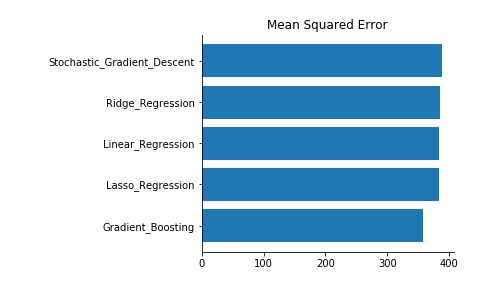 Mean Squared Error
Stochastic_Gradient_Descent
Ridge_Regression
Linear_Regression
Lasso_Regression
Gradient_Boosting
0 100 200 300 400